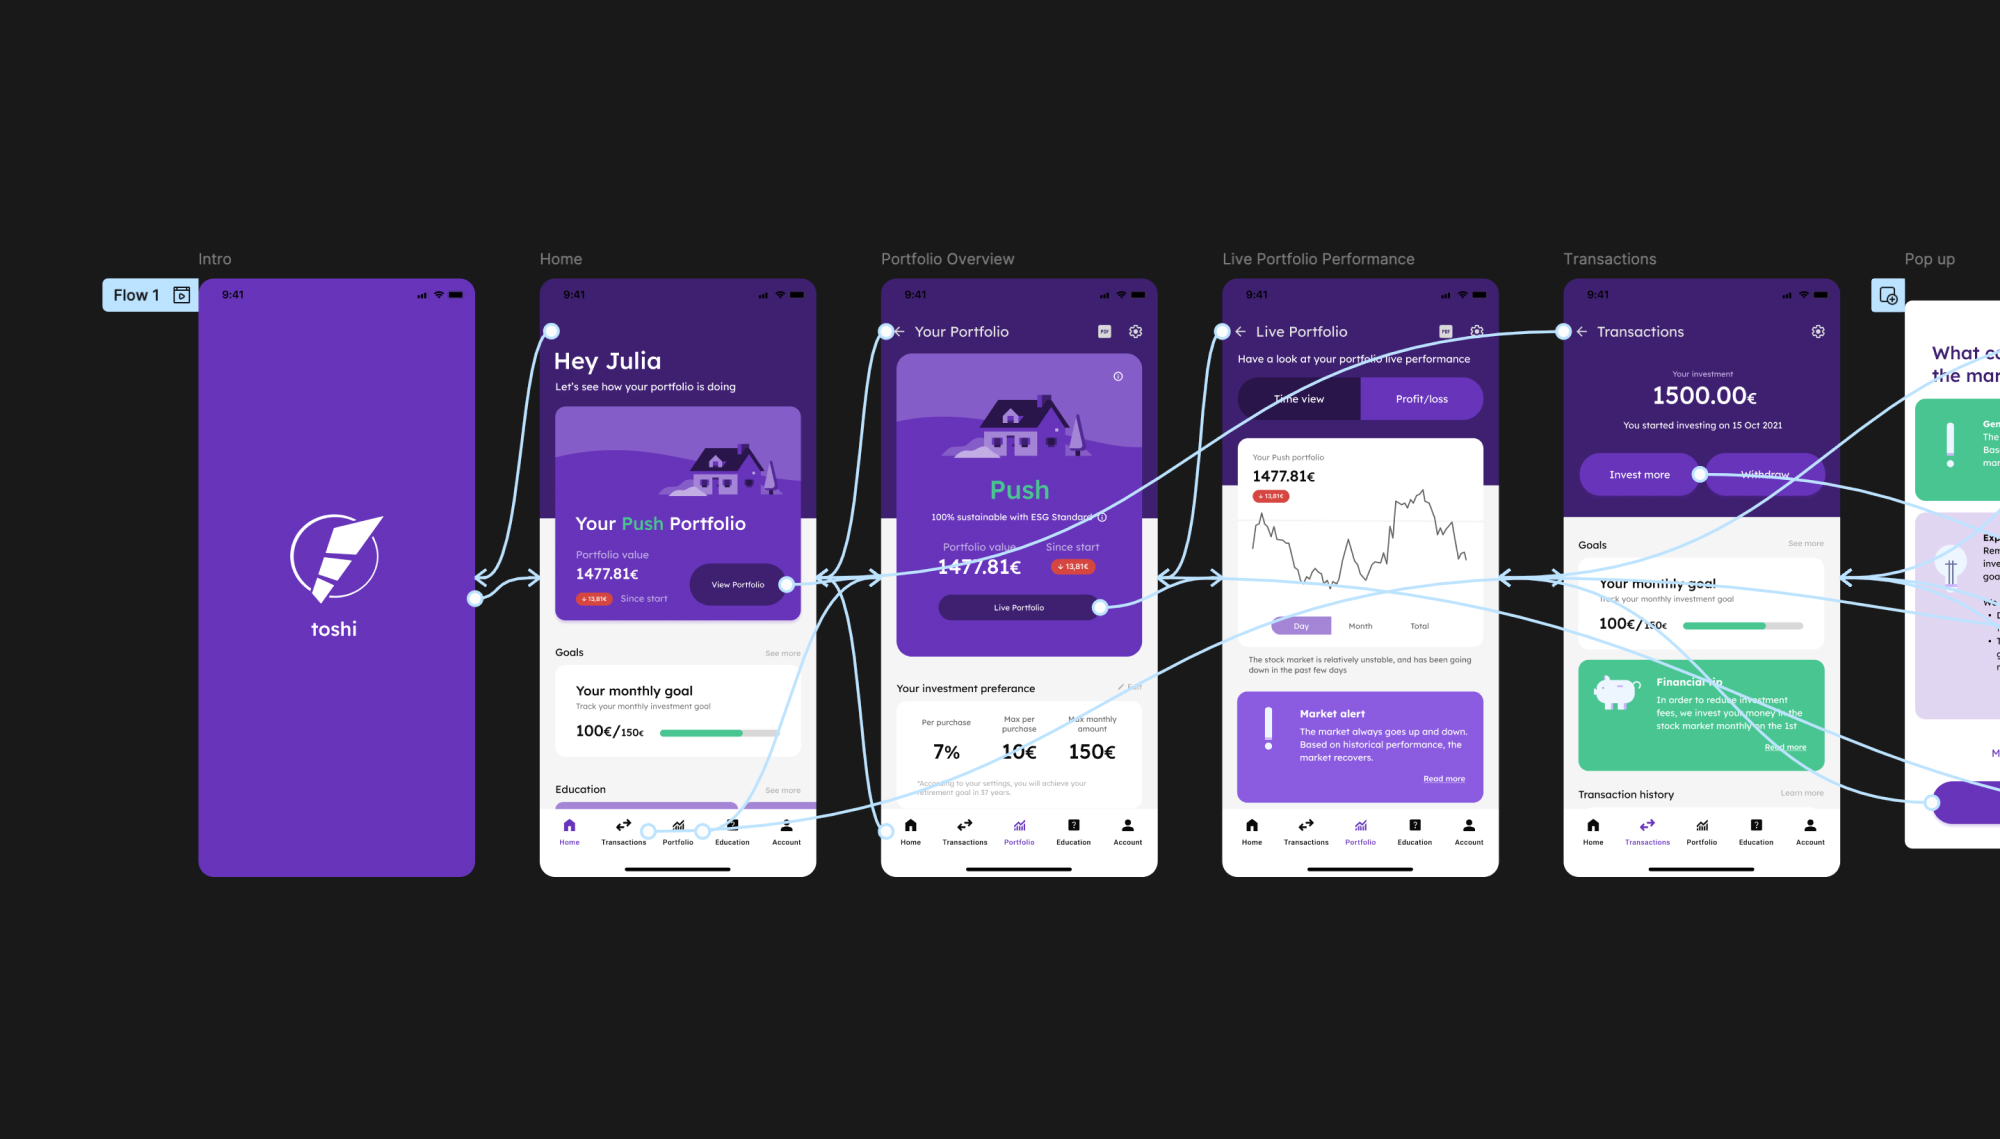 Intro
Home
Portfolio Overview
Live Portfolio Performance
Transactions
Pop up
Flow 1
9:41
toshi
9:41
Hey Julia
Let's see how your portfolio is doing
Your Push Portfolio
Portfolio value
1477.81€
↓ 13,81€
Since start
View Portfolio
Goals
See more
Your monthly goal
Track your monthly investment goal
100€/150€
Education
See more
Home
Transactions
Portfolio
Education
Account
9:41
← Your Portfolio
PDF
Push
100% sustainable with ESG Standard
Portfolio value
Since start
1477.81€
↓ 13,81€
Live Portfolio
Your investment preferance
Edit
Per purchase
Max per
purchase
Max monthly
amount
7%
10€
150€
*According to your settings, you will achieve your
retirement goal in 37 years.
Home
Transactions
Portfolio
Education
Account
9:41
← Live Portfolio
PDF
Have a look at your portfolio live performance
Time view
Profit/loss
Your Push portfolio
1477.81€
↓ 13,81€
Day
Month
Total
The stock market is relatively unstable, and has been going
down in the past few days
Market alert
The market always goes up and down.
Based on historical performance, the
market recovers.
Read more
Home
Transactions
Portfolio
Education
Account
9:41
← Transactions
Your investment
1500.00€
You started investing on 15 Oct 2021
Invest more
Withdraw
Goals
See more
Your monthly goal
Track your monthly investment goal
100€/150€
Financial tip
In order to reduce investment
fees, we invest your money in the
stock market monthly on the 1st
Read more
Transaction history
Learn more
Home
Transactions
Portfolio
Education
Account
What
the
The